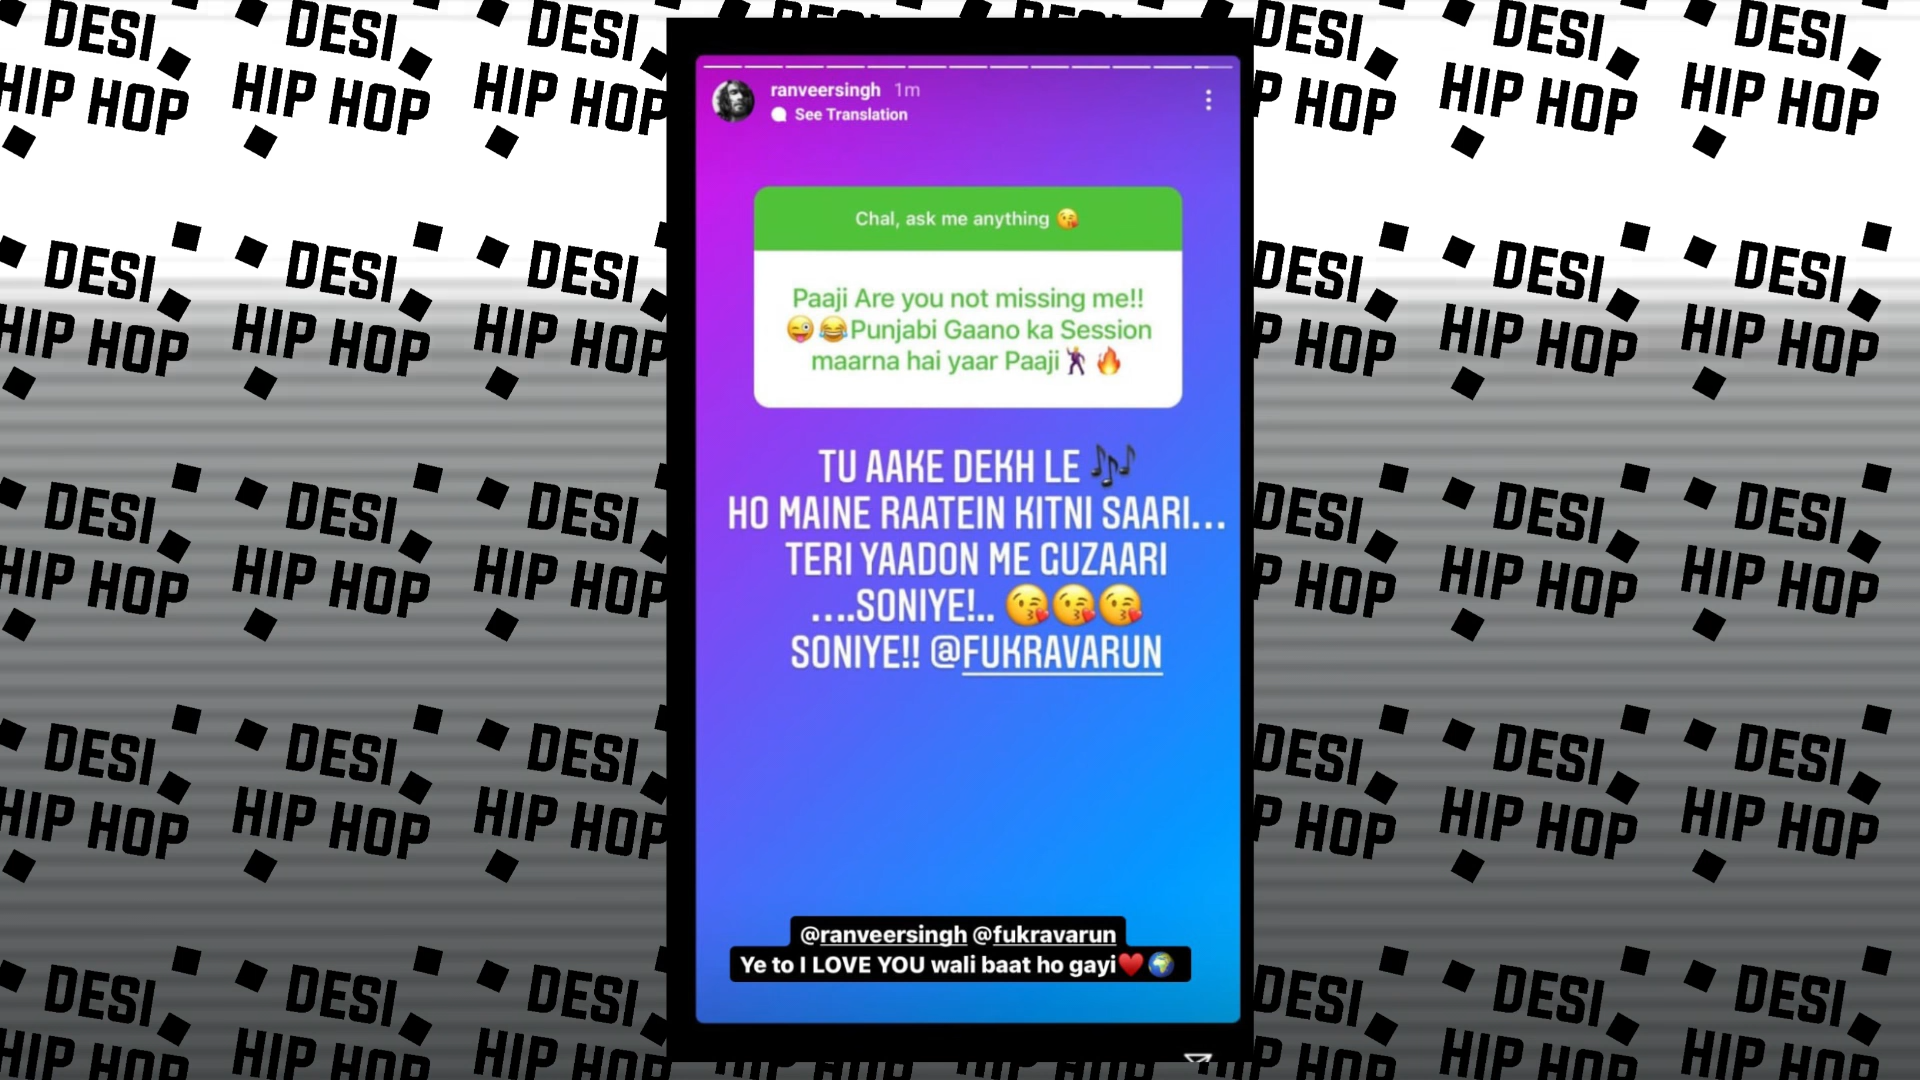 ranveersingh 1m
See Translation
Chal, ask me anything 😘
Paaji Are you not missing me!!
😜😂Punjabi Gaano ka Session
maarna hai yaar Paaji🕺🔥
TU AAKE DEKH LE 🎶
HO MAINE RAATEIN KITNI SAARI...
TERI YAADON ME GUZAARI
....SONIYE!.. 😘😘😘
SONIYE!! @FUKRAVARUN
@ranveersingh @fukravarun
Ye to I LOVE YOU wali baat ho gayi❤️🌍
DESI
HIP HOP